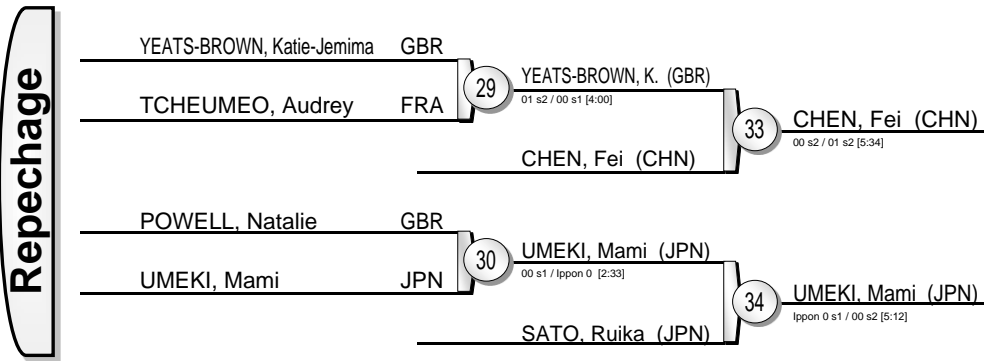 Repechage
YEATS-BROWN, Katie-Jemima GBR
TCHEUMEO, Audrey FRA
29
YEATS-BROWN, K. (GBR)
01 s2 / 00 s1 [4:00]
CHEN, Fei (CHN)
33
CHEN, Fei (CHN)
00 s2 / 01 s2 [5:34]
POWELL, Natalie GBR
UMEKI, Mami JPN
30
UMEKI, Mami (JPN)
00 s1 / Ippon 0 [2:33]
SATO, Ruika (JPN)
34
UMEKI, Mami (JPN)
Ippon 0 s1 / 00 s2 [5:12]